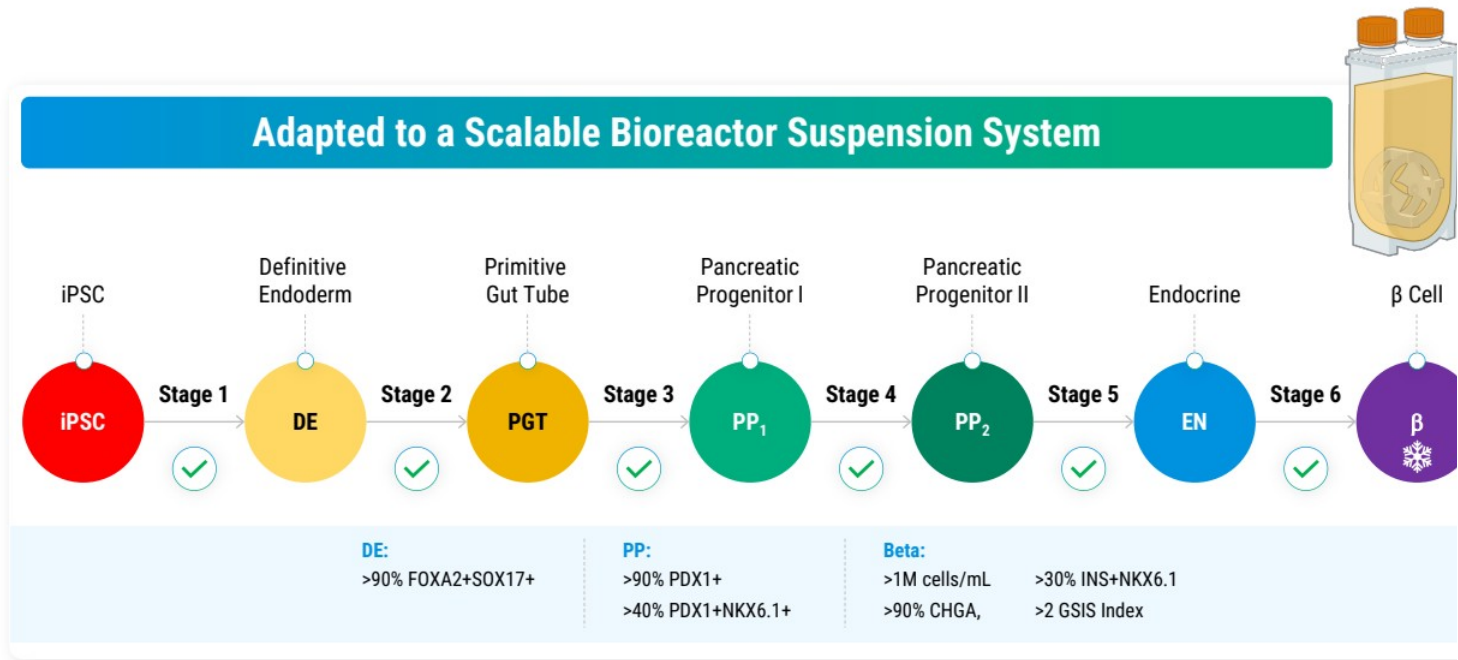 Adapted to a Scalable Bioreactor Suspension System
iPSC
Definitive
Endoderm
Primitive
Gut Tube
Pancreatic
Progenitor I
Pancreatic
Progenitor II
Endocrine
β Cell
iPSC
Stage 1
DE
Stage 2
PGT
Stage 3
PP₁
Stage 4
PP₂
Stage 5
EN
Stage 6
β
DE:
>90% FOXA2+SOX17+
PP:
>90% PDX1+
>40% PDX1+NKX6.1+
Beta:
>1M cells/mL >30% INS+NKX6.1
>90% CHGA, >2 GSIS Index